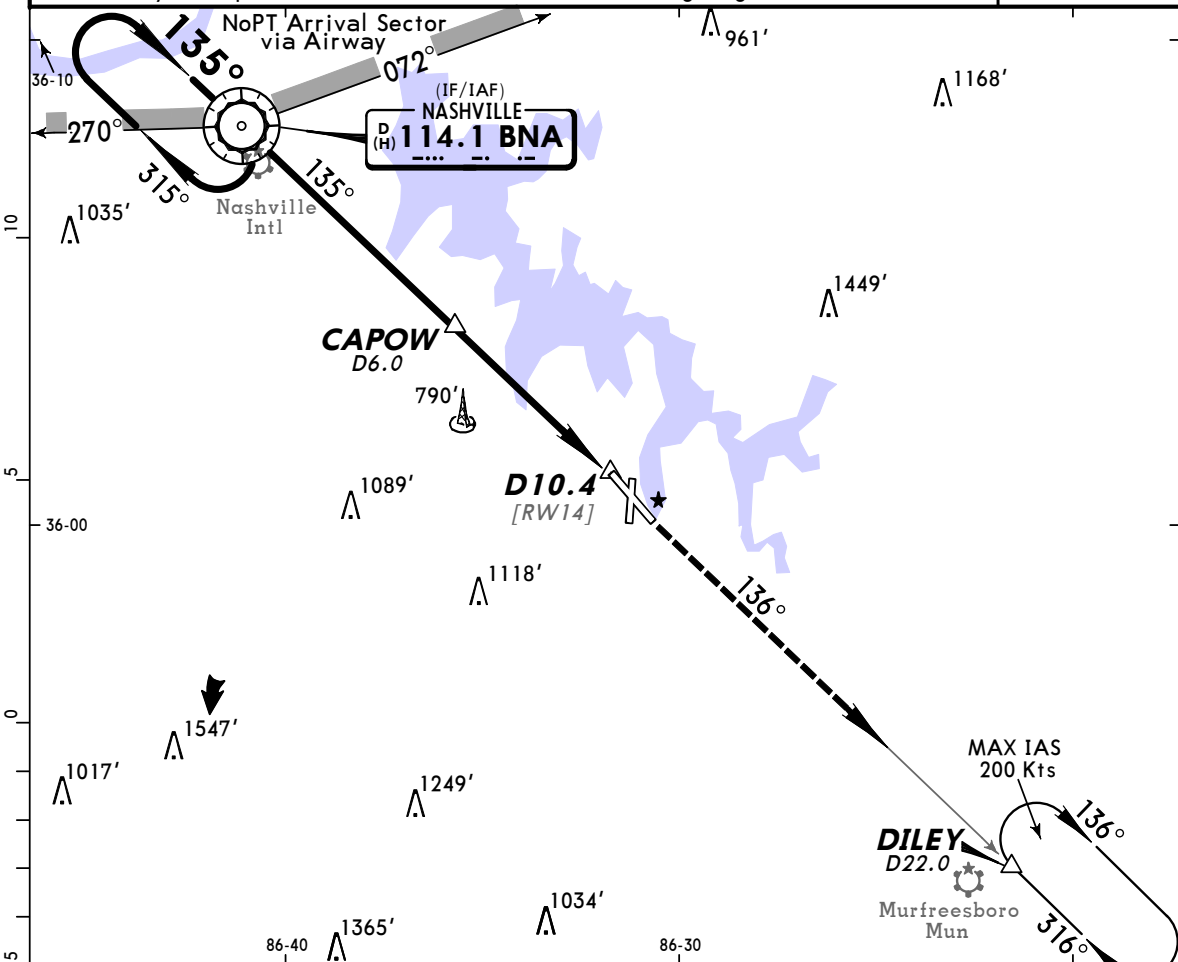 NoPT Arrival Sector
via Airway
135°
072°
961'
36-10
1168'
(IF/IAF)
NASHVILLE
D
(H) 114.1 BNA
270°
315°
135°
Nashville
Intl
1035'
10
1449'
CAPOW
D6.0
790'
5
1089'
D10.4
[RW14]
36-00
1118'
136°
0
1547'
1017'
1249'
MAX IAS
200 Kts
136°
DILEY
D22.0
Murfreesboro
Mun
316°
1034'
1365'
86-40
86-30
5